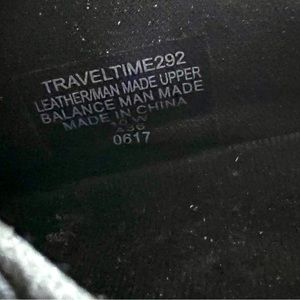 TRAVELTIME292
LEATHER/MAN MADE UPPER
BALANCE MAN MADE
MADE IN CHINA
0617